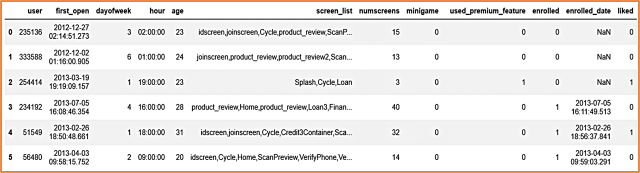 user first_open dayofweek hour age screen_list numscreens minigame used_premium_feature enrolled enrolled_date liked
0 235136 2012-12-27 02:14:51.273 3 02:00:00 23 idscreen,joinscreen,Cycle,product_review,ScanP... 15 0 0 0 NaN 0
1 333588 2012-12-02 01:16:00.905 6 01:00:00 24 joinscreen,product_review,product_review2,Scan... 13 0 0 0 NaN 0
2 254414 2013-03-19 19:19:09.157 1 19:00:00 23 Splash,Cycle,Loan 3 0 1 0 NaN 1
3 234192 2013-07-05 16:08:46.354 4 16:00:00 28 product_review,Home,product_review,Loan3,Finan... 40 0 0 1 2013-07-05 16:11:49.513 0
4 51549 2013-02-26 18:50:48.661 1 18:00:00 31 idscreen,joinscreen,Cycle,Credit3Container,Sca... 32 0 0 1 2013-02-26 18:56:37.841 1
5 56480 2013-04-03 09:58:15.752 2 09:00:00 20 idscreen,Cycle,Home,ScanPreview,VerifyPhone,Ve... 14 0 0 1 2013-04-03 09:59:03.291 0